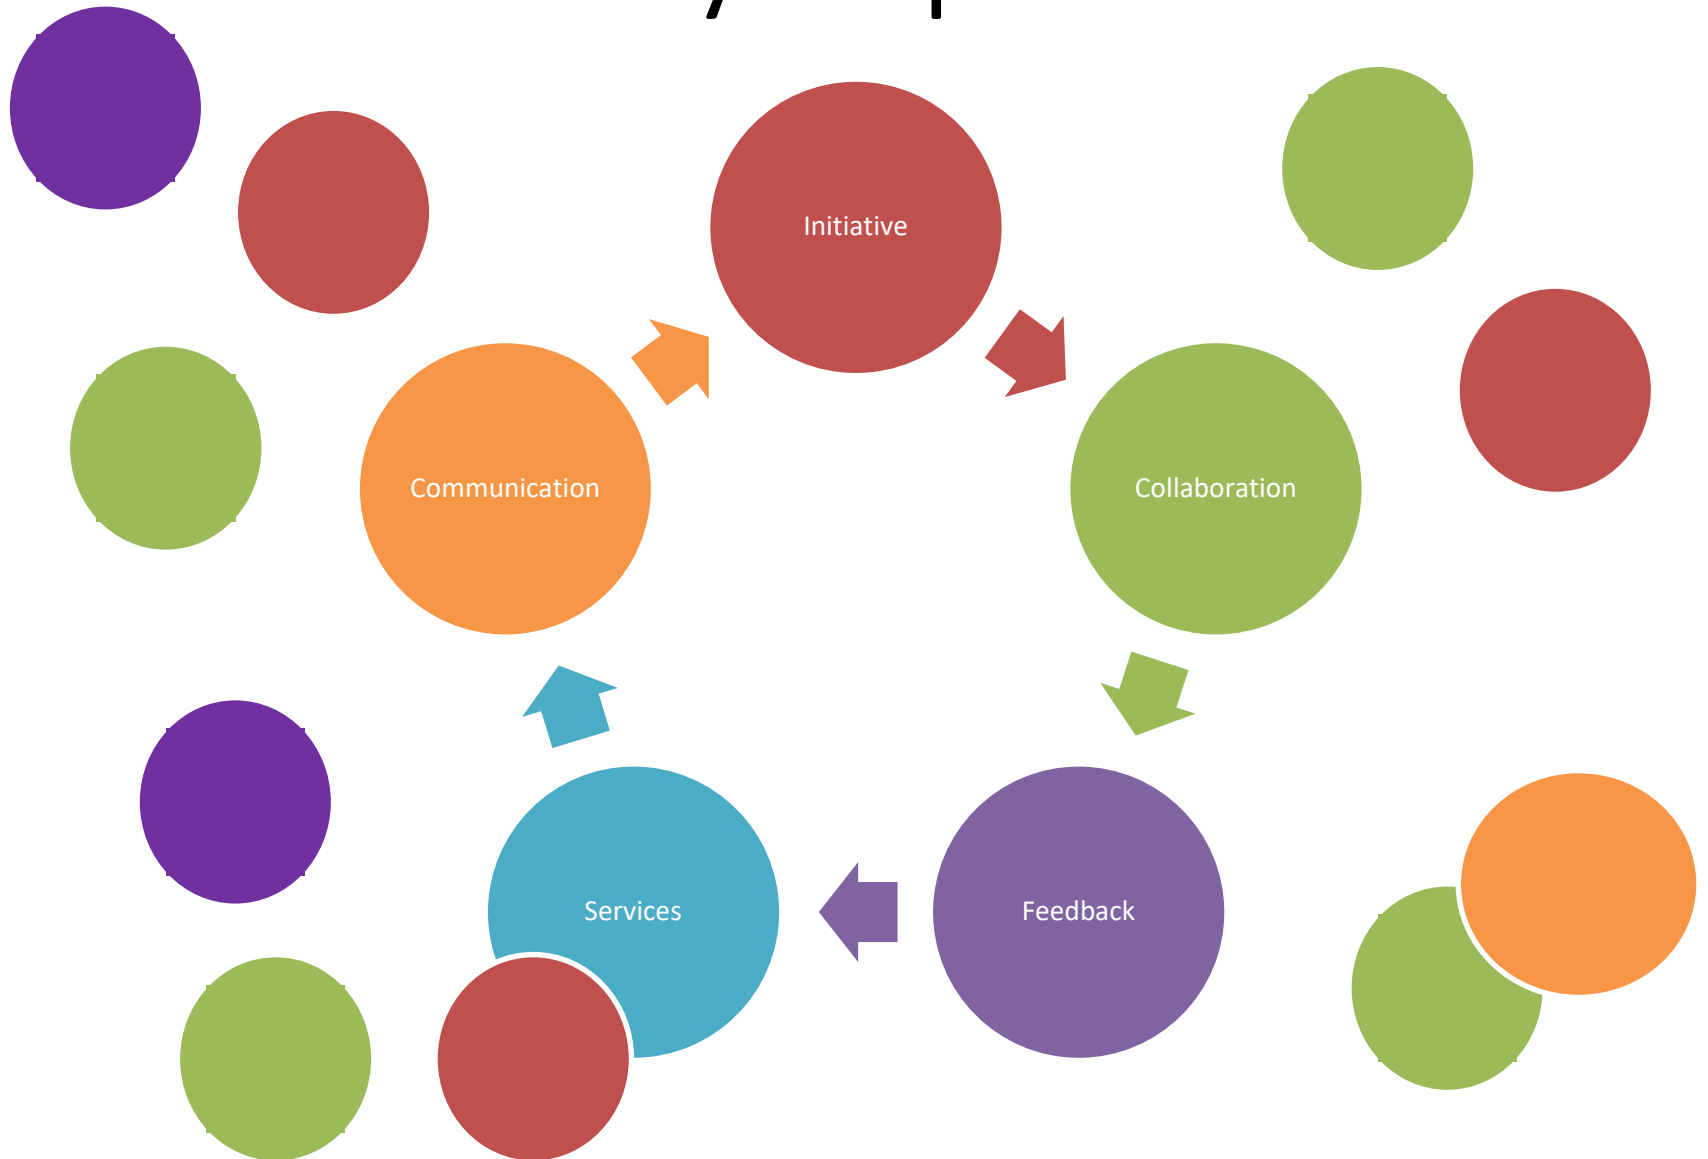 Initiative
Communication
Collaboration
Services
Feedback